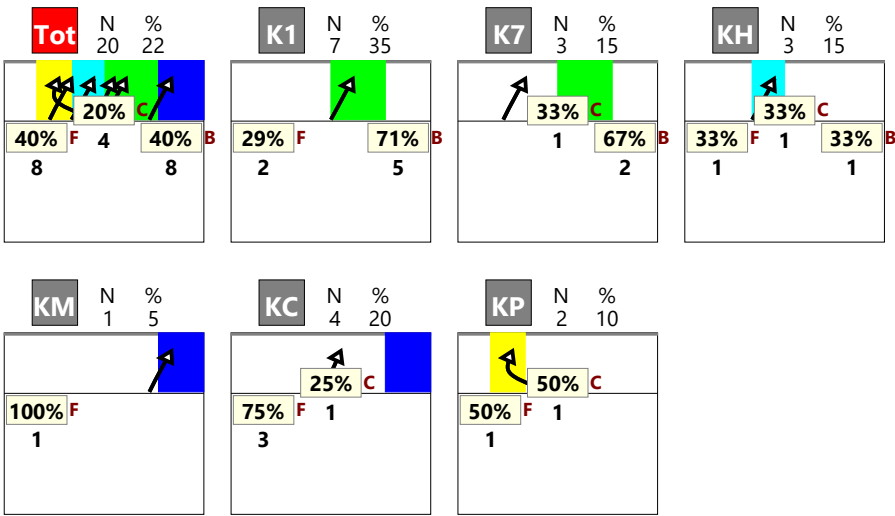 Tot N % 20 22
K1 N % 7 35
K7 N % 3 15
KH N % 3 15
20% C
40% F 4 40% B
8 8
29% F 71% B
2 5
33% C
1 67% B
2
33% C
33% F 1 33% B
1 1
KM N % 1 5
KC N % 4 20
KP N % 2 10
100% F
1
25% C
75% F 1
3
50% C
50% F 1
1